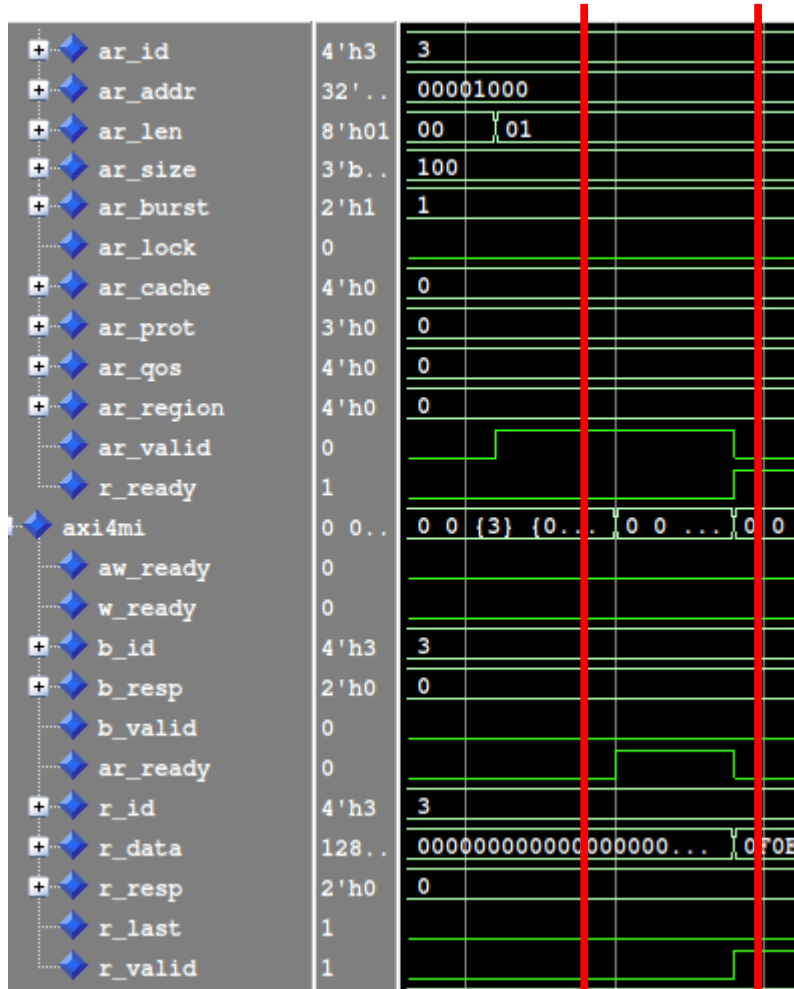 ar_id 4'h3 3
ar_addr 32'.. 00001000
ar_len 8'h01 00 01
ar_size 3'b.. 100
ar_burst 2'h1 1
ar_lock 0
ar_cache 4'h0 0
ar_prot 3'h0 0
ar_qos 4'h0 0
ar_region 4'h0 0
ar_valid 0
r_ready 1
axi4mi 0 0.. 0 0 {3} {0... 0 0 ... 0 0
aw_ready 0
w_ready 0
b_id 4'h3 3
b_resp 2'h0 0
b_valid 0
ar_ready 0
r_id 4'h3 3
r_data 128.. 0000000000000000000... 0F0E
r_resp 2'h0 0
r_last 1
r_valid 1